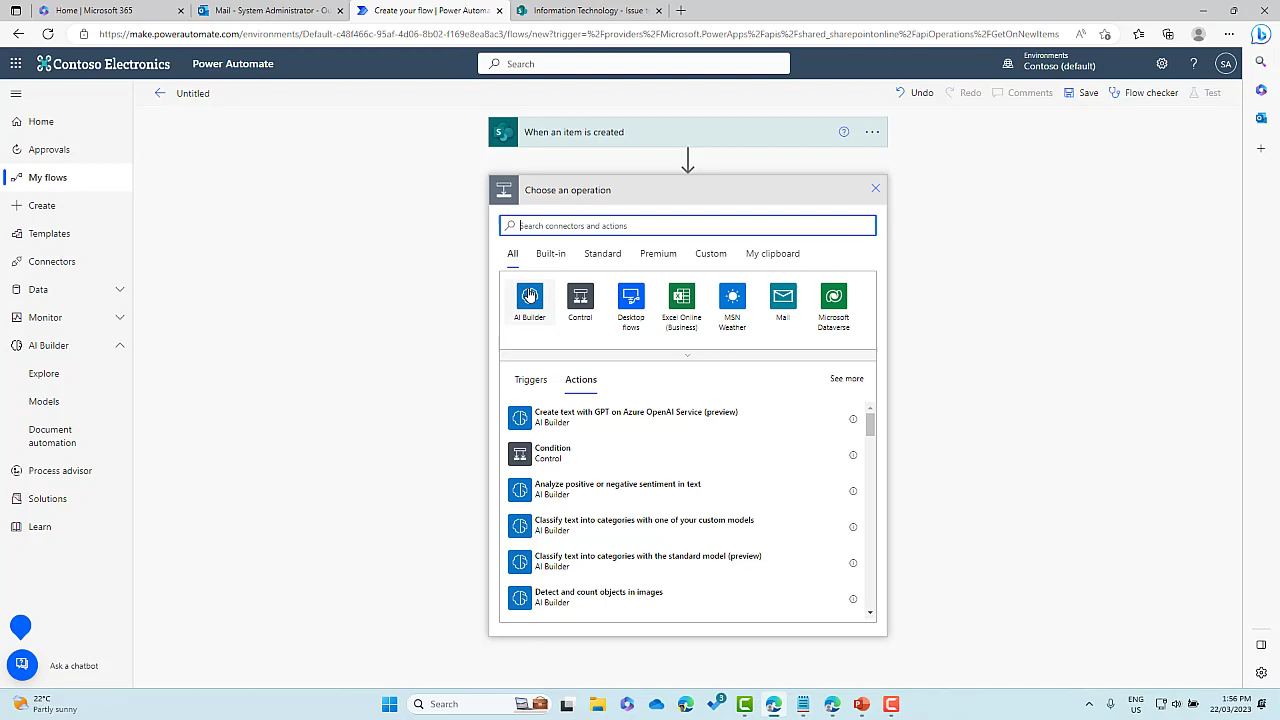 Home | Microsoft 365
Mail - System Administrator - Ou
Create your flow | Power Automa
Information Technology - Issue t
https://make.powerautomate.com/environments/Default-c48f466c-95af-4d06-8b02-f169e8ea8ac3/flows/new?trigger=%2Fproviders%2FMicrosoft.PowerApps%2Fapis%2Fshared_sharepointonline%2FapiOperations%2FGetOnNewItems
Contoso Electronics
Power Automate
Search
Environments
Contoso (default)
SA
Untitled
Undo
Redo
Comments
Save
Flow checker
Test
Home
Approvals
My flows
Create
Templates
Connectors
Data
Monitor
AI Builder
Explore
Models
Document
automation
Process advisor
Solutions
Learn
Ask a chatbot
When an item is created
Choose an operation
Search connectors and actions
All
Built-in
Standard
Premium
Custom
My clipboard
AI Builder
Control
Desktop
flows
Excel Online
(Business)
MSN
Weather
Mail
Microsoft
Dataverse
Triggers
Actions
See more
Create text with GPT on Azure OpenAI Service (preview)
AI Builder
Condition
Control
Analyze positive or negative sentiment in text
AI Builder
Classify text into categories with one of your custom models
AI Builder
Classify text into categories with the standard model (preview)
AI Builder
Detect and count objects in images
AI Builder
22°C
Partly sunny
Search
3
ENG
US
1:56 PM
22/03/2023